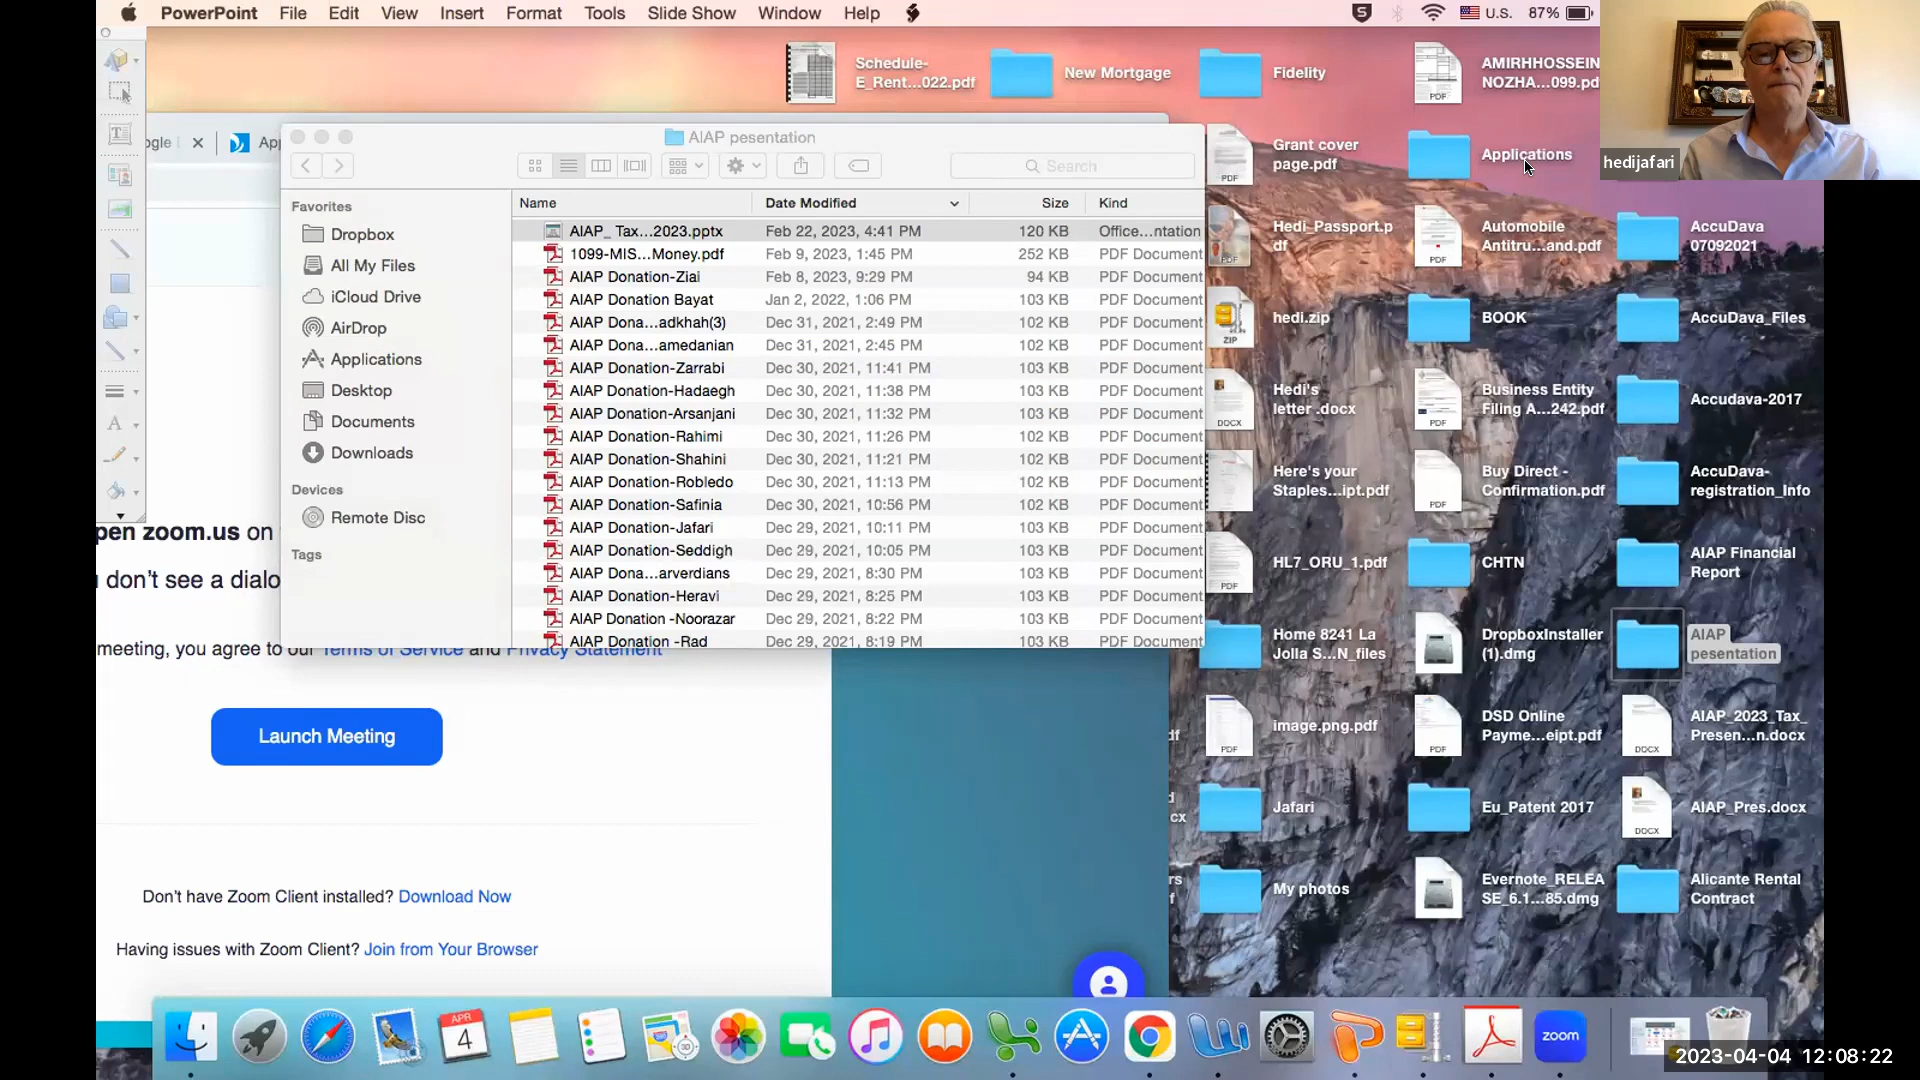 PowerPoint File Edit View Insert Format Tools Slide Show Window Help
U.S. 87%
Schedule-
E_Rent...022.pdf
New Mortgage
Fidelity
AMIRHHOSSEIN
NOZHA...099.pd
hedijafari
AIAP pesentation
Search
Favorites
Dropbox
All My Files
iCloud Drive
AirDrop
Applications
Desktop
Documents
Downloads
Devices
Remote Disc
Tags
Name Date Modified Size Kind
AIAP_ Tax...2023.pptx Feb 22, 2023, 4:41 PM 120 KB Office...ntation
1099-MIS...Money.pdf Feb 9, 2023, 1:45 PM 252 KB PDF Document
AIAP Donation-Ziai Feb 8, 2023, 9:29 PM 94 KB PDF Document
AIAP Donation Bayat Jan 2, 2022, 1:06 PM 103 KB PDF Document
AIAP Dona...adkhah(3) Dec 31, 2021, 2:49 PM 102 KB PDF Document
AIAP Dona...amedanian Dec 31, 2021, 2:45 PM 102 KB PDF Document
AIAP Donation-Zarrabi Dec 30, 2021, 11:41 PM 103 KB PDF Document
AIAP Donation-Hadaegh Dec 30, 2021, 11:38 PM 103 KB PDF Document
AIAP Donation-Arsanjani Dec 30, 2021, 11:32 PM 103 KB PDF Document
AIAP Donation-Rahimi Dec 30, 2021, 11:26 PM 102 KB PDF Document
AIAP Donation-Shahini Dec 30, 2021, 11:21 PM 102 KB PDF Document
AIAP Donation-Robledo Dec 30, 2021, 11:13 PM 102 KB PDF Document
AIAP Donation-Safinia Dec 30, 2021, 10:56 PM 102 KB PDF Document
AIAP Donation-Jafari Dec 29, 2021, 10:11 PM 103 KB PDF Document
AIAP Donation-Seddigh Dec 29, 2021, 10:05 PM 103 KB PDF Document
AIAP Dona...arverdians Dec 29, 2021, 8:30 PM 103 KB PDF Document
AIAP Donation-Heravi Dec 29, 2021, 8:25 PM 103 KB PDF Document
AIAP Donation -Noorazar Dec 29, 2021, 8:22 PM 103 KB PDF Document
AIAP Donation -Rad Dec 29, 2021, 8:19 PM 103 KB PDF Document
Grant cover
page.pdf
Applications
Hedi_Passport.p
df
Automobile
Antitru...and.pdf
AccuDava
07092021
hedi.zip
BOOK
AccuDava_Files
Hedi's
letter .docx
Business Entity
Filing A...242.pdf
Accudava-2017
Here's your
Staples...ipt.pdf
Buy Direct -
Confirmation.pdf
AccuDava-
registration_Info
HL7_ORU_1.pdf
CHTN
AIAP Financial
Report
Home 8241 La
Jolla S...N_files
DropboxInstaller
(1).dmg
AIAP
pesentation
image.png.pdf
DSD Online
Payme...eipt.pdf
AIAP_2023_Tax_
Presen...n.docx
Jafari
Eu_Patent 2017
AIAP_Pres.docx
My photos
Evernote_RELEA
SE_6.1...85.dmg
Alicante Rental
Contract
pen zoom.us on
don't see a dialo
meeting, you agree to our Terms of Service and Privacy Statement
Launch Meeting
Don't have Zoom Client installed? Download Now
Having issues with Zoom Client? Join from Your Browser
APR
4
zoom
2023-04-04 12:08:22